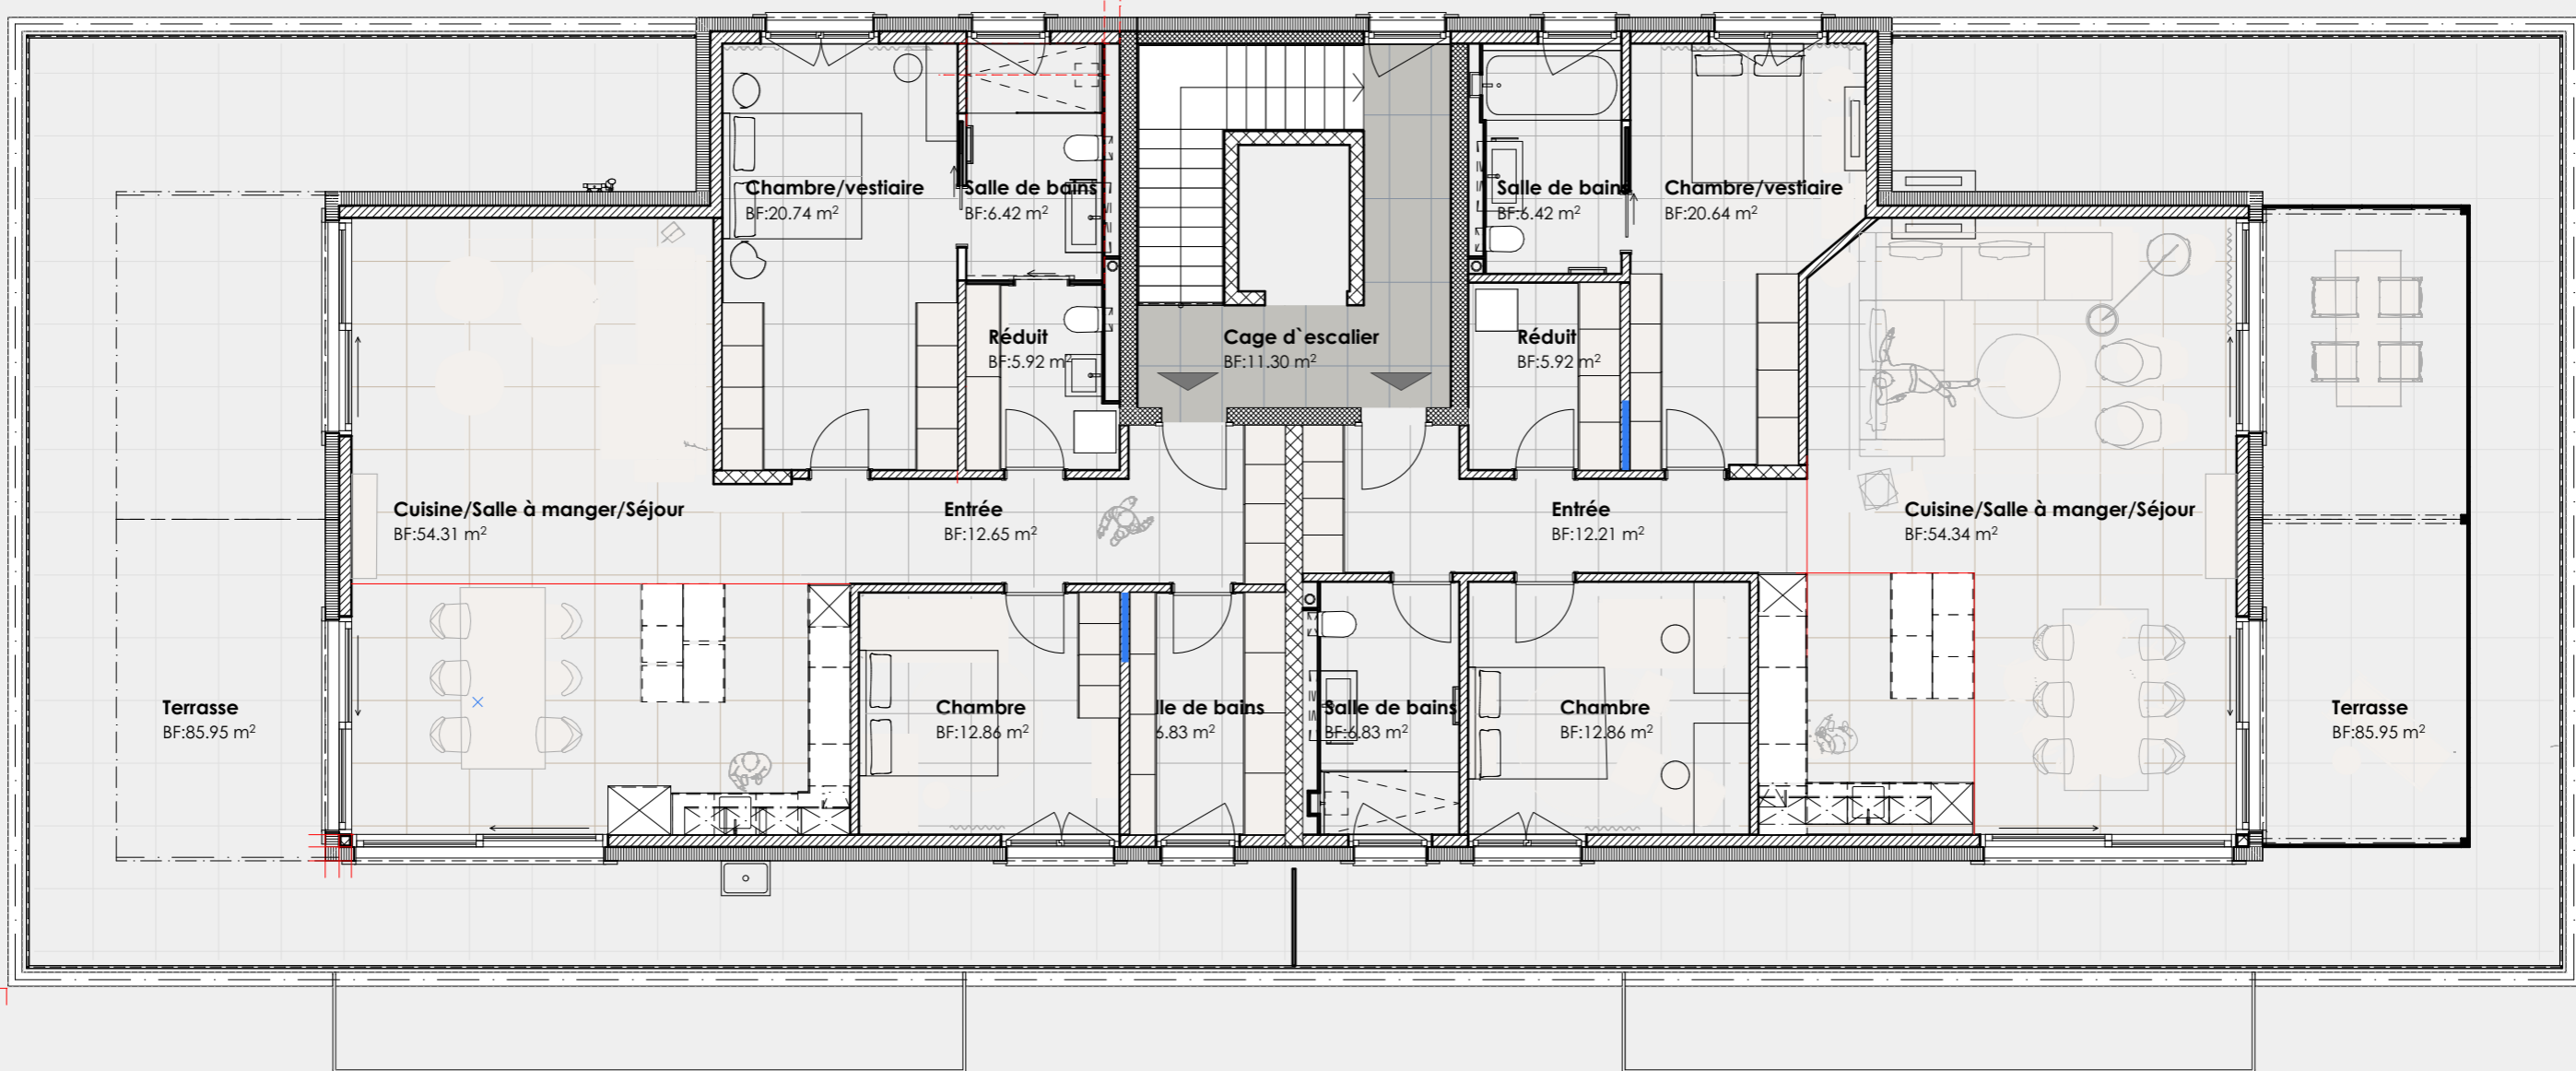 Chambre/vestiaire
BF:20.74 m²
Salle de bains
BF:6.42 m²
Salle de bains
BF:6.42 m²
Chambre/vestiaire
BF:20.64 m²
Réduit
BF:5.92 m²
Cage d`escalier
BF:11.30 m²
Réduit
BF:5.92 m²
Cuisine/Salle à manger/Séjour
BF:54.31 m²
Entrée
BF:12.65 m²
Entrée
BF:12.21 m²
Cuisine/Salle à manger/Séjour
BF:54.34 m²
Terrasse
BF:85.95 m²
Chambre
BF:12.86 m²
lle de bains
6.83 m²
Salle de bains
BF:6.83 m²
Chambre
BF:12.86 m²
Terrasse
BF:85.95 m²